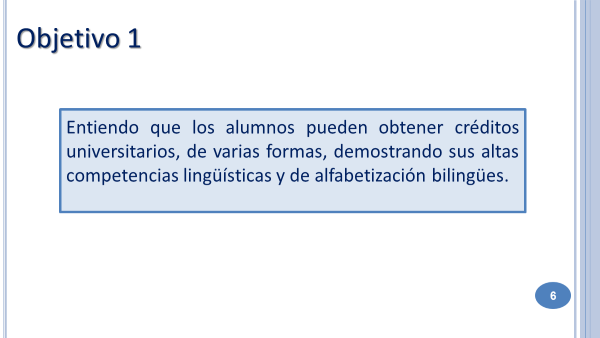 Objetivo 1
Entiendo que los alumnos pueden obtener créditos
universitarios, de varias formas, demostrando sus altas
competencias lingüísticas y de alfabetización bilingües.
6